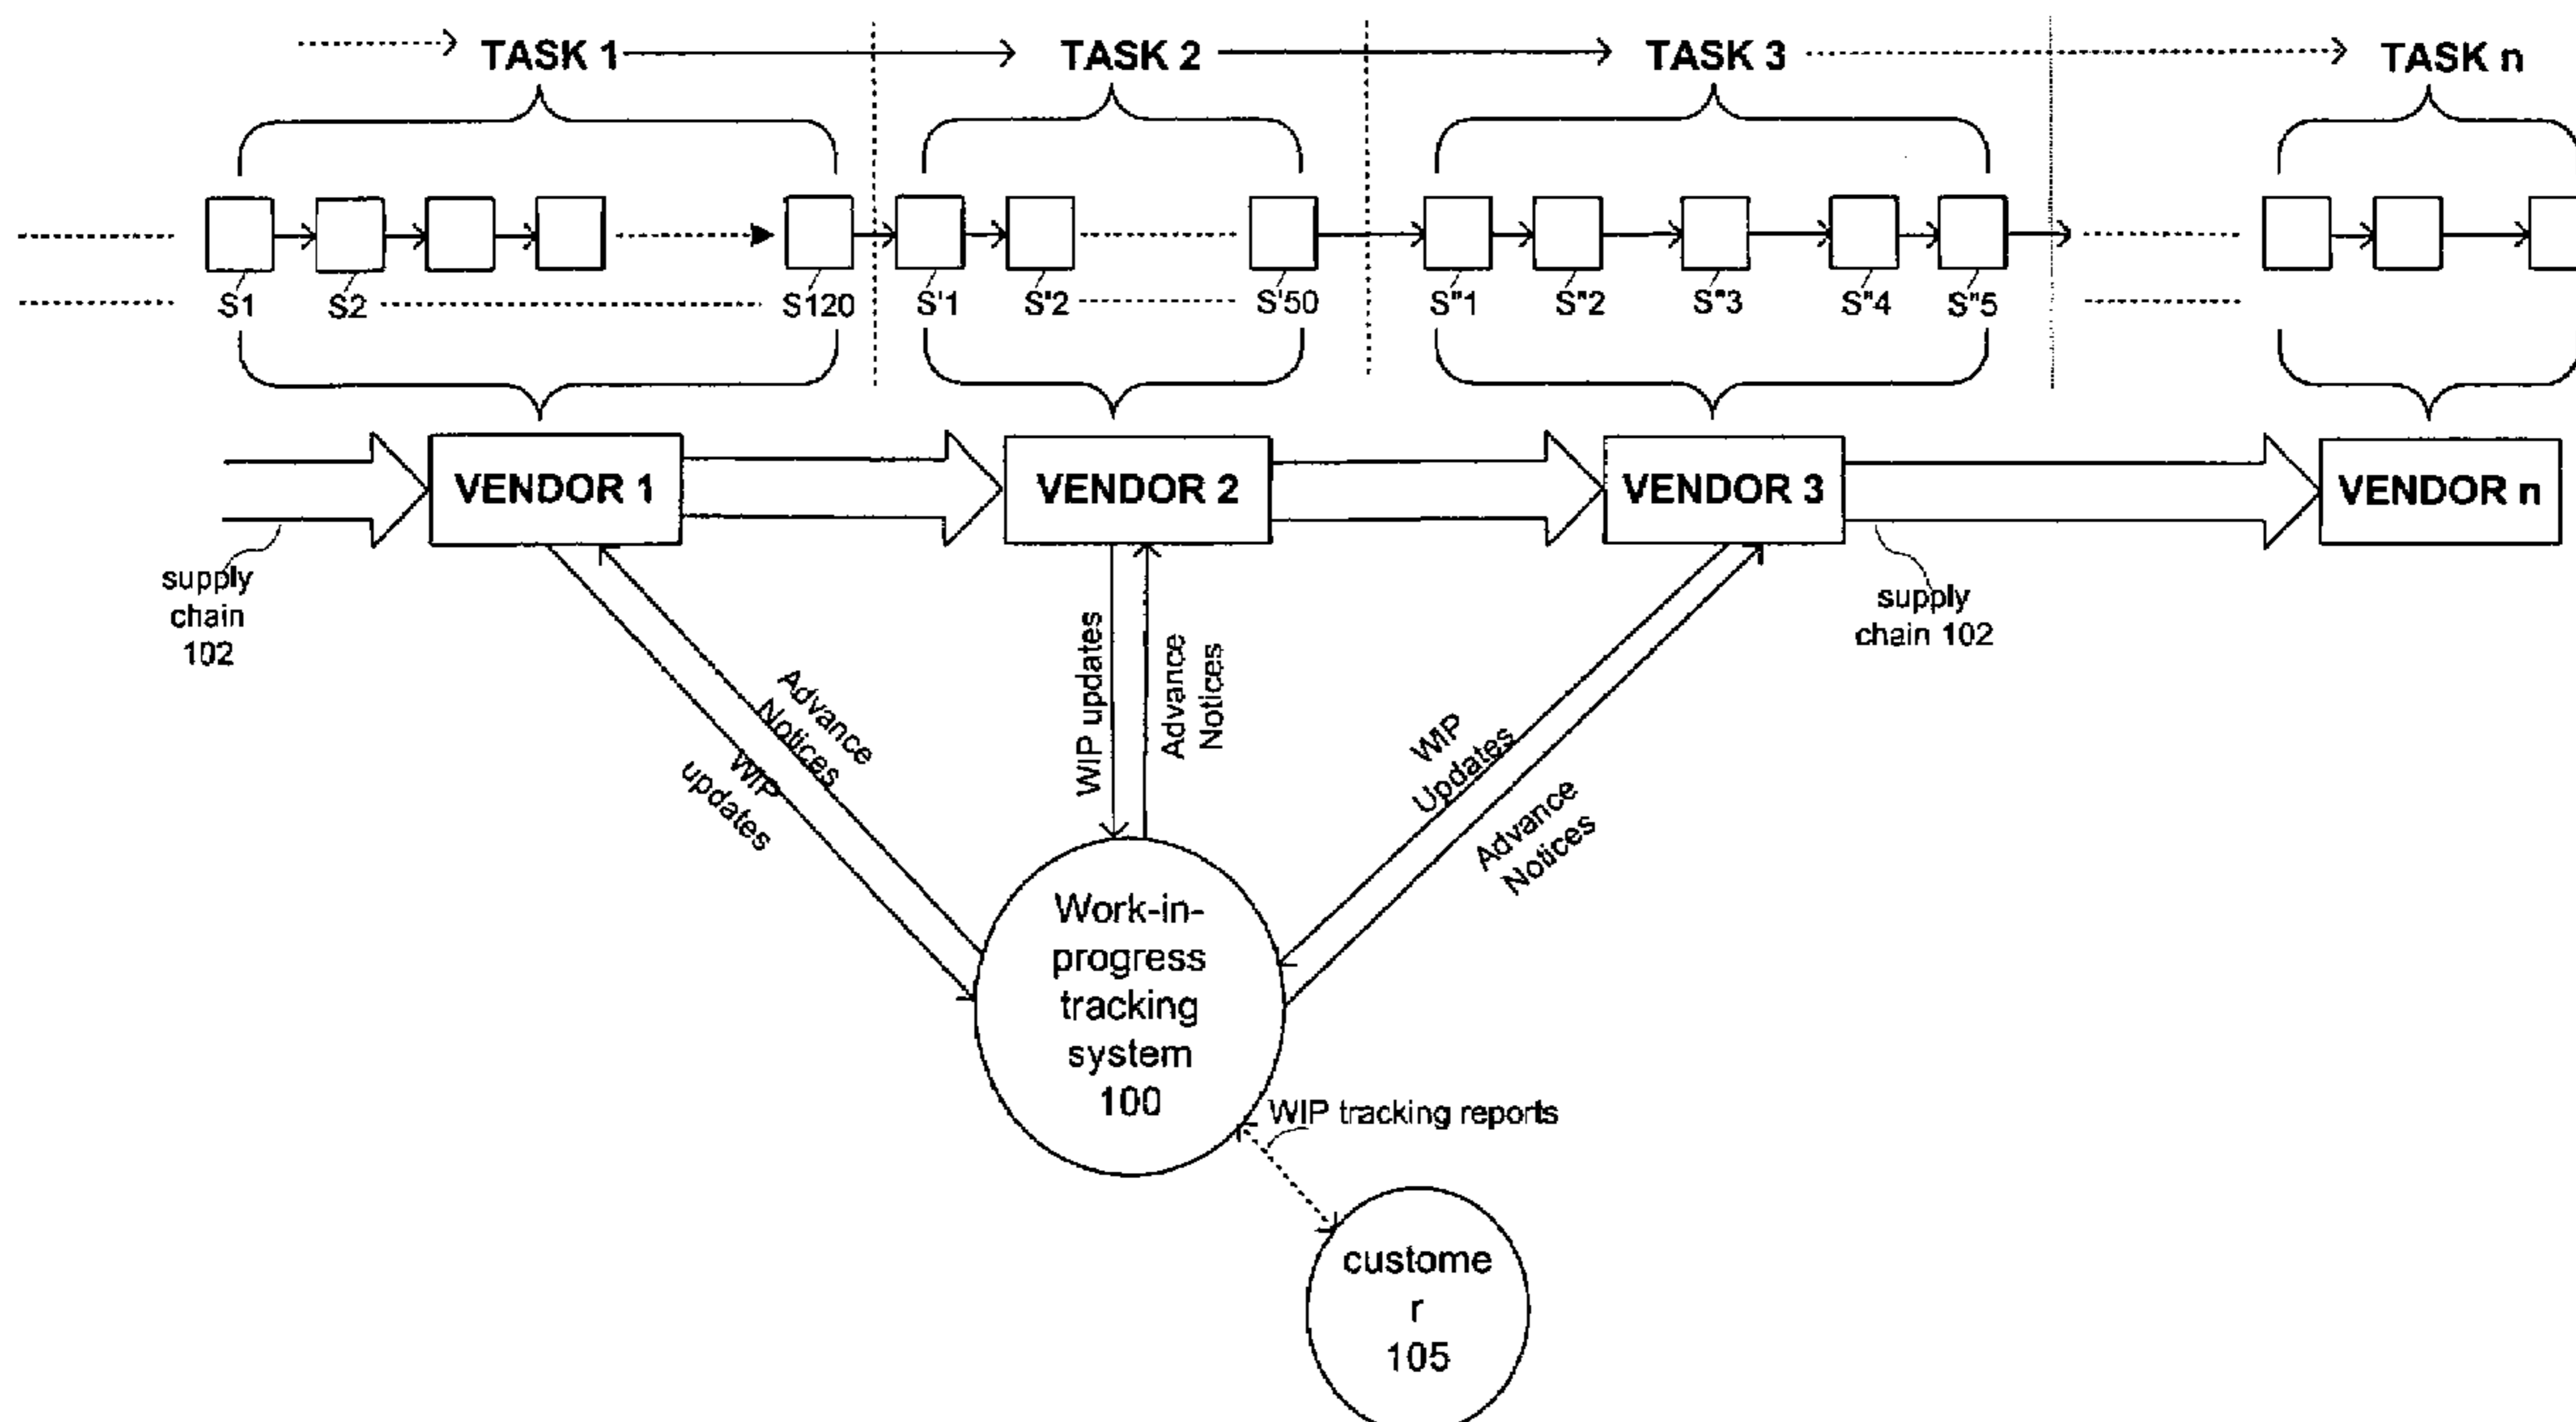 TASK 1
TASK 2
TASK 3
TASK n
S1
S2
S120
S'1
S'2
S'50
S"1
S"2
S"3
S"4
S"5
VENDOR 1
VENDOR 2
VENDOR 3
VENDOR n
supply
chain
102
supply
chain 102
Advance
Notices
WIP
updates
WIP updates
Advance
Notices
WIP
Updates
Advance
Notices
Work-in-
progress
tracking
system
100
WIP tracking reports
custome
r
105